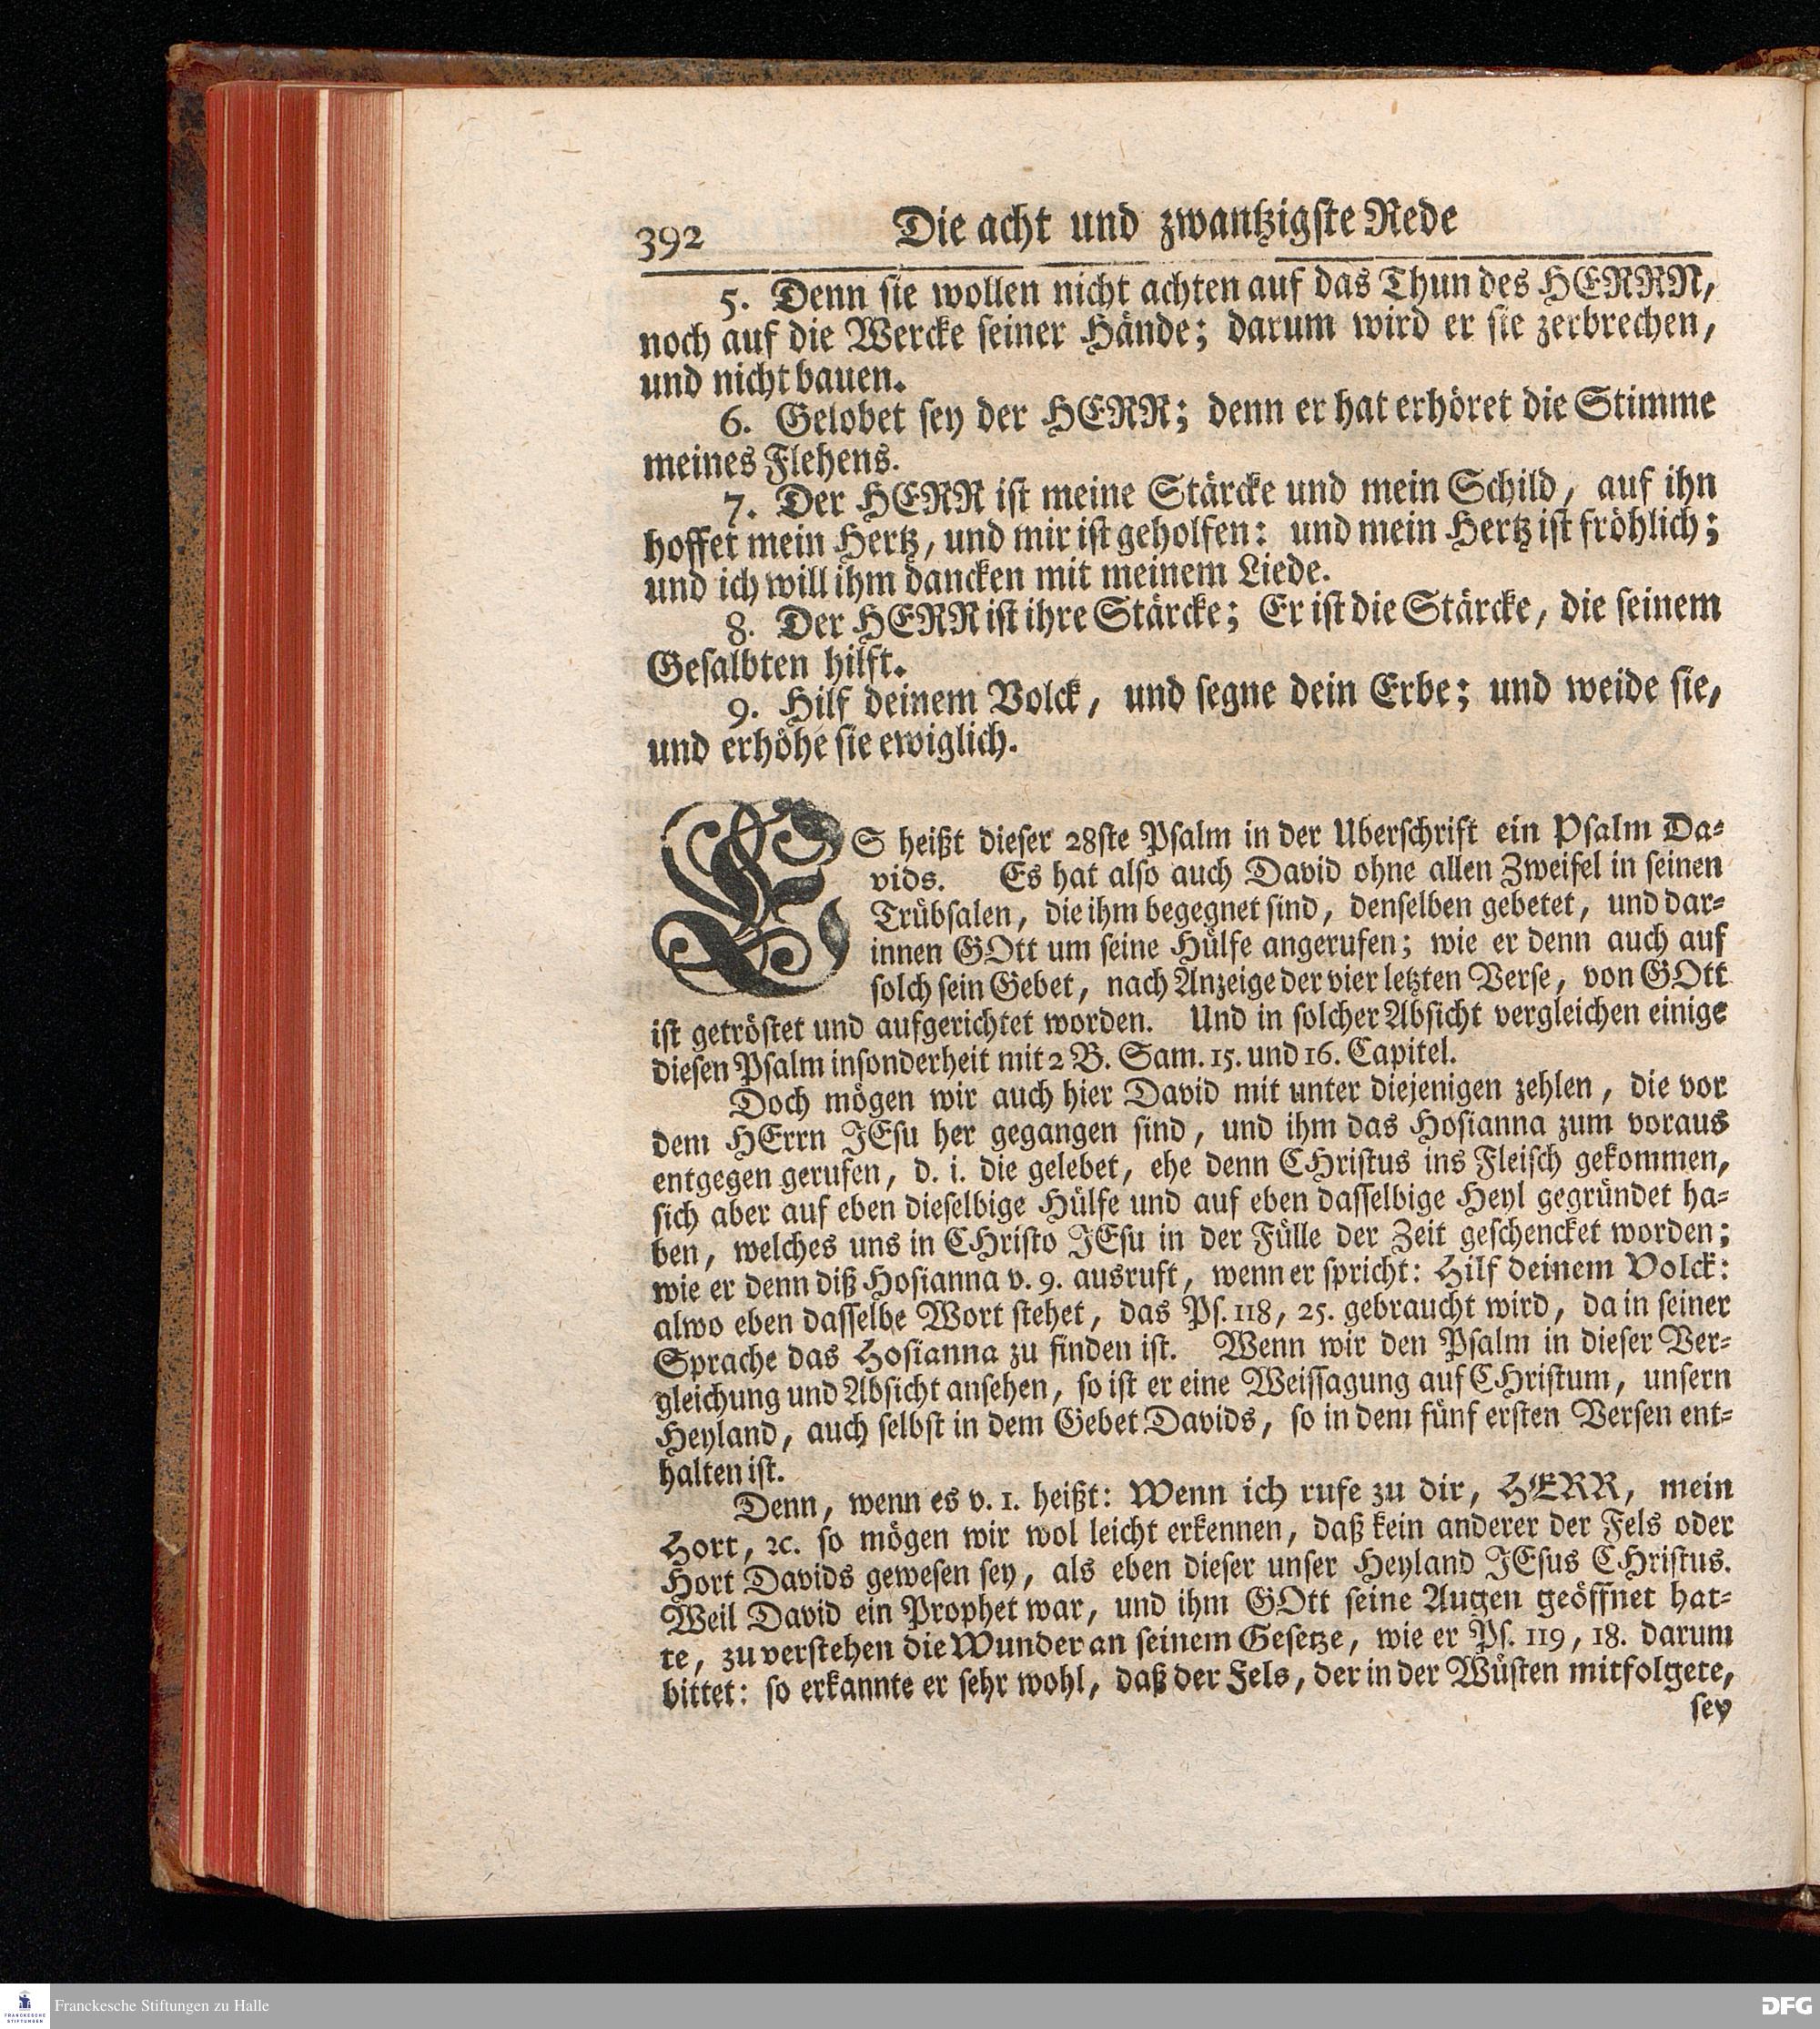 392 Die acht und zwantzigste Rede
5. Denn sie wollen nicht achten auf das Thun des HERRN,
noch auf die Wercke seiner Hände; darum wird er sie zerbrechen,
und nicht bauen.
6. Gelobet sey der HERR; denn er hat erhöret die Stimme
meines Flehens.
7. Der HERR ist meine Stärcke und mein Schild, auf ihn
hoffet mein Hertz, und mir ist geholfen: und mein Hertz ist fröhlich;
und ich will ihm dancken mit meinem Liede.
8. Der HERR ist ihre Stärcke; Er ist die Stärcke, die seinem
Gesalbten hilft.
9. Hilf deinem Volck, und segne dein Erbe; und weide sie,
und erhöhe sie ewiglich.
ES heißt dieser 28ste Psalm in der Uberschrift ein Psalm Da-
vids. Es hat also auch David ohne allen Zweifel in seinen
Trübsalen, die ihm begegnet sind, denselben gebetet, und dar-
innen GOtt um seine Hülfe angerufen; wie er denn auch auf
solch sein Gebet, nach Anzeige der vier letzten Verse, von GOtt
ist getröstet und aufgerichtet worden. Und in solcher Absicht vergleichen einige
diesen Psalm insonderheit mit 2 B. Sam. 15. und 16. Capitel.
Doch mögen wir auch hier David mit unter diejenigen zehlen, die vor
dem HErrn JEsu her gegangen sind, und ihm das Hosianna zum voraus
entgegen gerufen, d. i. die gelebet, ehe denn CHristus ins Fleisch gekommen,
sich aber auf eben dieselbige Hülfe und auf eben dasselbige Heyl gegründet ha-
ben, welches uns in CHristo JEsu in der Fülle der Zeit geschencket worden;
wie er denn diß Hosianna v. 9. ausruft, wenn er spricht: Hilf deinem Volck:
alwo eben dasselbe Wort stehet, das Ps. 118, 25. gebraucht wird, da in seiner
Sprache das Hosianna zu finden ist. Wenn wir den Psalm in dieser Ver-
gleichung und Absicht ansehen, so ist er eine Weissagung auf CHristum, unsern
Heyland, auch selbst in dem Gebet Davids, so in dem fünf ersten Versen ent-
halten ist.
Denn, wenn es v. 1. heißt: Wenn ich rufe zu dir, HERR, mein
Hort, ꝛc. so mögen wir wol leicht erkennen, daß kein anderer der Fels oder
Hort Davids gewesen sey, als eben dieser unser Heyland JEsus CHristus.
Weil David ein Prophet war, und ihm GOtt seine Augen geöffnet hat-
te, zu verstehen die Wunder an seinem Gesetze, wie er Ps. 119, 18. darum
bittet: so erkannte er sehr wohl, daß der Fels, der in der Wüsten mitfolgete,
sey
FRANCKESCHE
STIFTUNGEN
Franckesche Stiftungen zu Halle
DFG